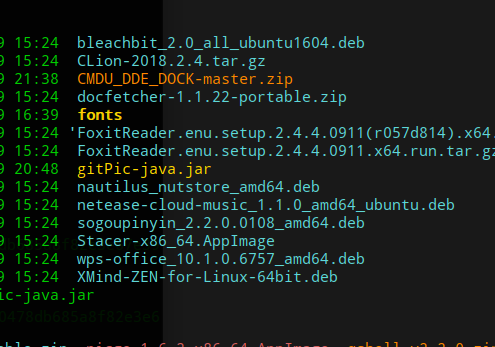 9 15:24 bleachbit_2.0_all_ubuntu1604.deb
9 15:24 CLion-2018.2.4.tar.gz
9 21:38 CMDU_DDE_DOCK-master.zip
9 15:24 docfetcher-1.1.22-portable.zip
9 16:39 fonts
9 15:24 'FoxitReader.enu.setup.2.4.4.0911(r057d814).x64.
9 15:24 FoxitReader.enu.setup.2.4.4.0911.x64.run.tar.gz
9 20:48 gitPic-java.jar
9 15:24 nautilus_nutstore_amd64.deb
9 15:24 netease-cloud-music_1.1.0_amd64_ubuntu.deb
9 15:24 sogoupinyin_2.2.0.0108_amd64.deb
9 15:24 Stacer-x86_64.AppImage
9 15:24 wps-office_10.1.0.6757_amd64.deb
9 15:24 XMind-ZEN-for-Linux-64bit.deb
ic-java.jar
0478db685a8f82e3e6